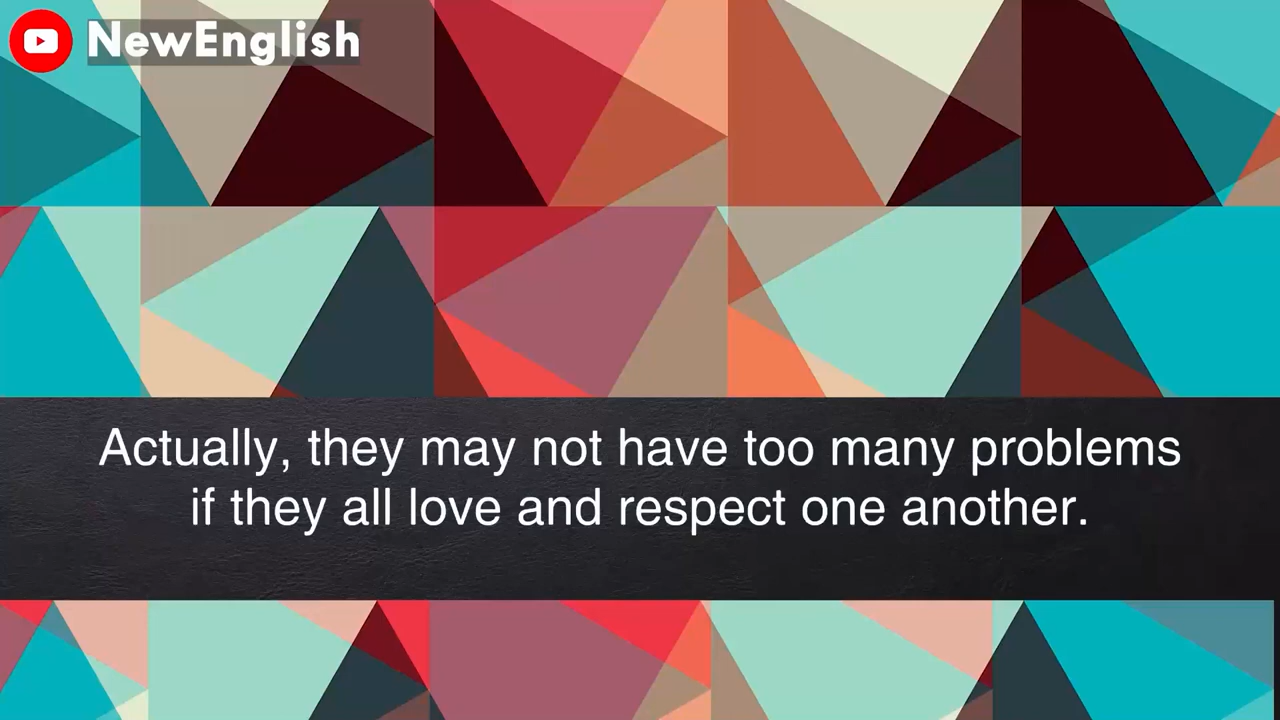 NewEnglish
Actually, they may not have too many problems
if they all love and respect one another.